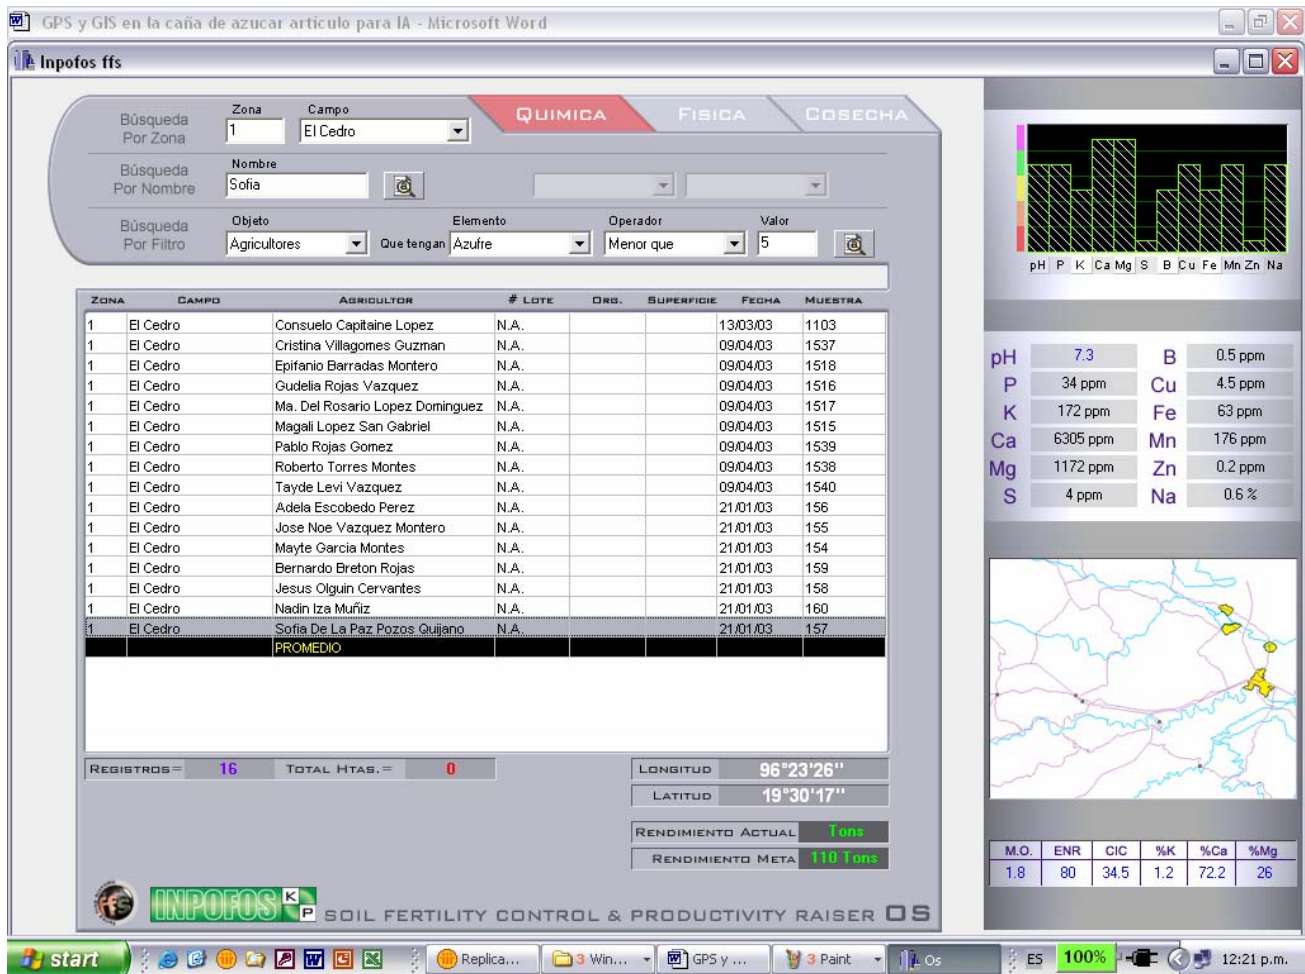 GPS y GIS en la caña de azucar artículo para IA - Microsoft Word
Inpofos ffs
Búsqueda Por Zona
Zona
1
Campo
El Cedro
QUIMICA
FISICA
COSECHA
Búsqueda Por Nombre
Nombre
Sofia
Búsqueda Por Filtro
Objeto
Agricultores
Que tengan
Elemento
Azufre
Operador
Menor que
Valor
5
ZONA CAMPO AGRICULTOR # LOTE ORG. SUPERFICIE FECHA MUESTRA
1 El Cedro Consuelo Capitaine Lopez N.A. 13/03/03 1103
1 El Cedro Cristina Villagomes Guzman N.A. 09/04/03 1537
1 El Cedro Epifanio Barradas Montero N.A. 09/04/03 1518
1 El Cedro Gudelia Rojas Vazquez N.A. 09/04/03 1516
1 El Cedro Ma. Del Rosario Lopez Dominguez N.A. 09/04/03 1517
1 El Cedro Magali Lopez San Gabriel N.A. 09/04/03 1515
1 El Cedro Pablo Rojas Gomez N.A. 09/04/03 1539
1 El Cedro Roberto Torres Montes N.A. 09/04/03 1538
1 El Cedro Tayde Levi Vazquez N.A. 09/04/03 1540
1 El Cedro Adela Escobedo Perez N.A. 21/01/03 156
1 El Cedro Jose Noe Vazquez Montero N.A. 21/01/03 155
1 El Cedro Mayte Garcia Montes N.A. 21/01/03 154
1 El Cedro Bernardo Breton Rojas N.A. 21/01/03 159
1 El Cedro Jesus Olguin Cervantes N.A. 21/01/03 158
1 El Cedro Nadin Iza Muñiz N.A. 21/01/03 160
1 El Cedro Sofia De La Paz Pozos Quijano N.A. 21/01/03 157
PROMEDIO
REGISTROS= 16 TOTAL HTAS.= 0
LONGITUD 96°23'26''
LATITUD 19°30'17''
RENDIMIENTO ACTUAL Tons
RENDIMIENTO META 110 Tons
ffs INPOFOS K P SOIL FERTILITY CONTROL & PRODUCTIVITY RAISER OS
pH P K Ca Mg S B Cu Fe Mn Zn Na
pH 7.3 B 0.5 ppm
P 34 ppm Cu 4.5 ppm
K 172 ppm Fe 63 ppm
Ca 6305 ppm Mn 176 ppm
Mg 1172 ppm Zn 0.2 ppm
S 4 ppm Na 0.6 %
M.O. ENR CIC %K %Ca %Mg
1.8 80 34.5 1.2 72.2 26
start Replica... 3 Win... GPS y ... 3 Paint Os ES 100% 12:21 p.m.